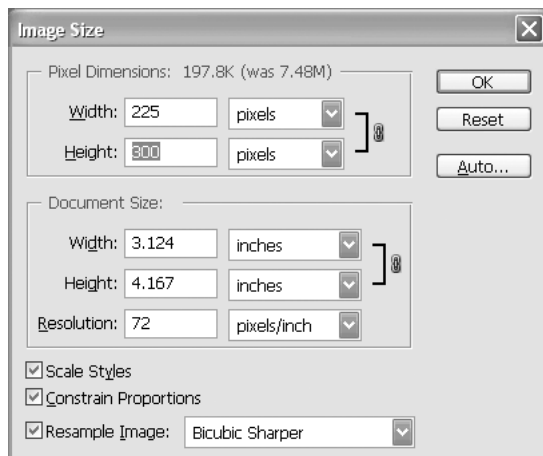 Image Size
Pixel Dimensions: 197.8K (was 7.48M)
Width: 225 pixels
Height: 300 pixels
OK
Reset
Auto...
Document Size:
Width: 3.124 inches
Height: 4.167 inches
Resolution: 72 pixels/inch
Scale Styles
Constrain Proportions
Resample Image: Bicubic Sharper